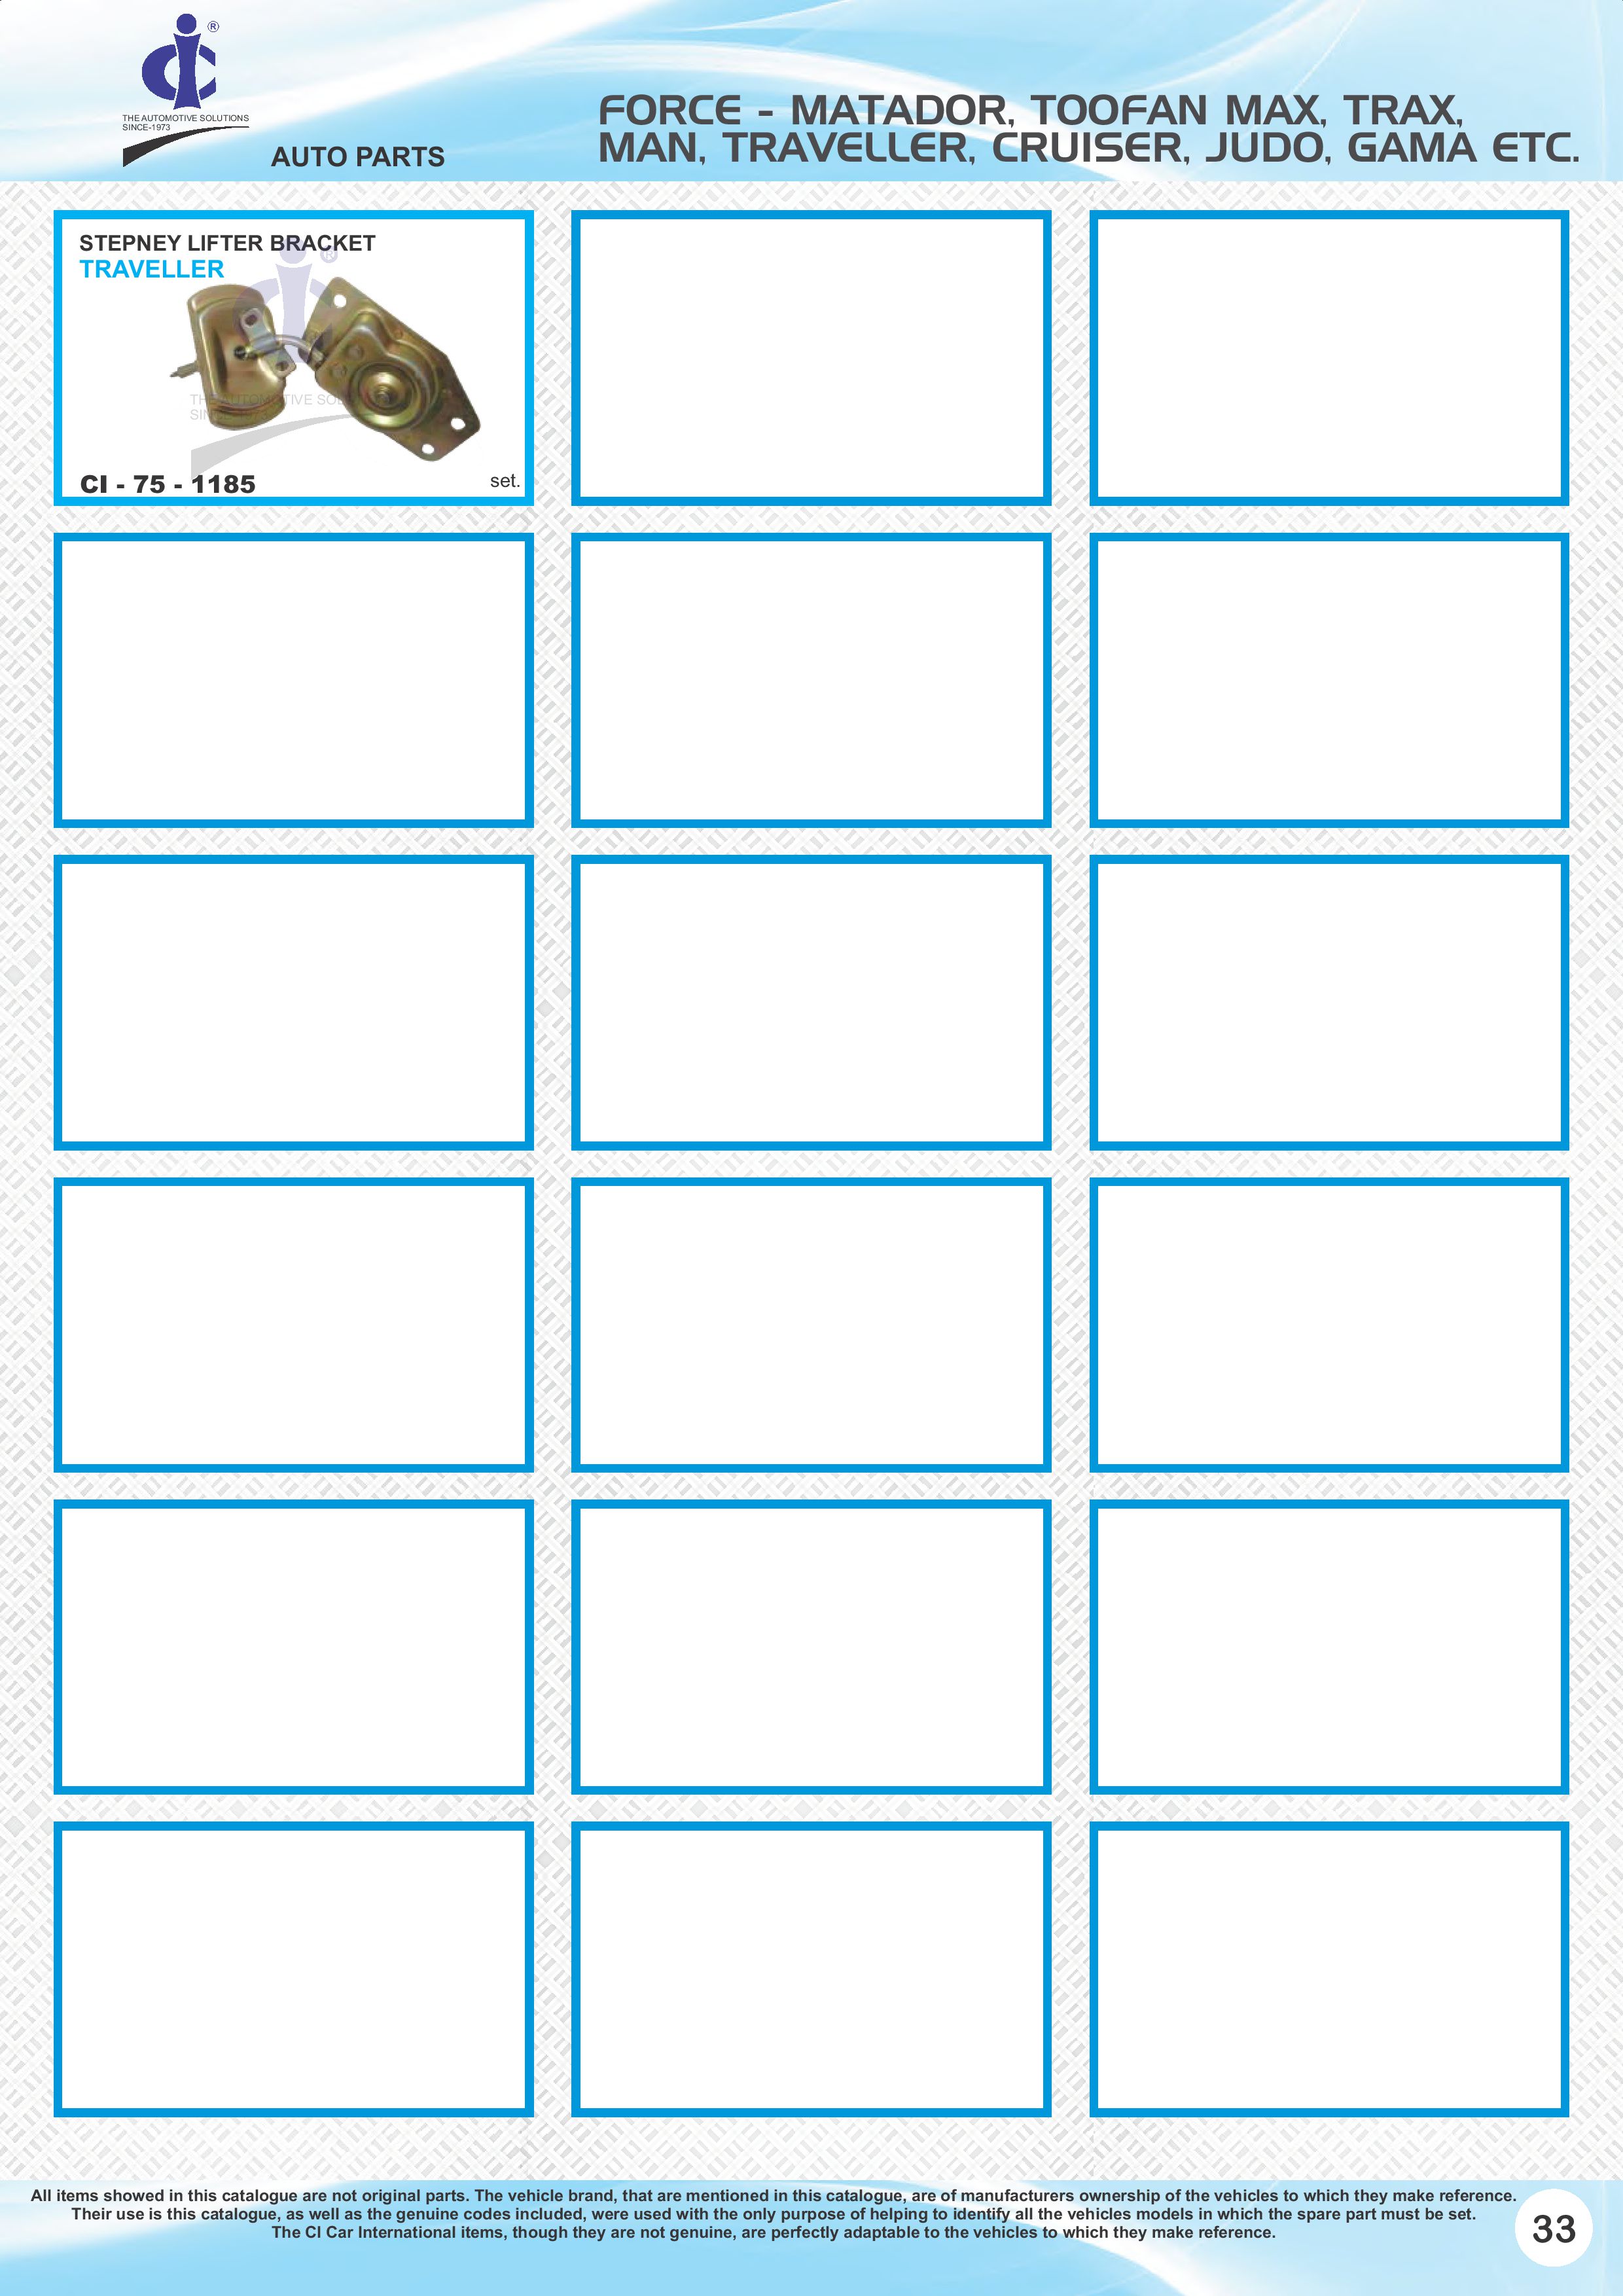 ®
THE AUTOMOTIVE SOLUTIONS
SINCE-1973
AUTO PARTS
FORCE - MATADOR, TOOFAN MAX, TRAX,
MAN, TRAVELLER, CRUISER, JUDO, GAMA ETC.
STEPNEY LIFTER BRACKET
TRAVELLER
CI - 75 - 1185
set.
All items showed in this catalogue are not original parts. The vehicle brand, that are mentioned in this catalogue, are of manufacturers ownership of the vehicles to which they make reference.
Their use is this catalogue, as well as the genuine codes included, were used with the only purpose of helping to identify all the vehicles models in which the spare part must be set.
The CI Car International items, though they are not genuine, are perfectly adaptable to the vehicles to which they make reference.
33